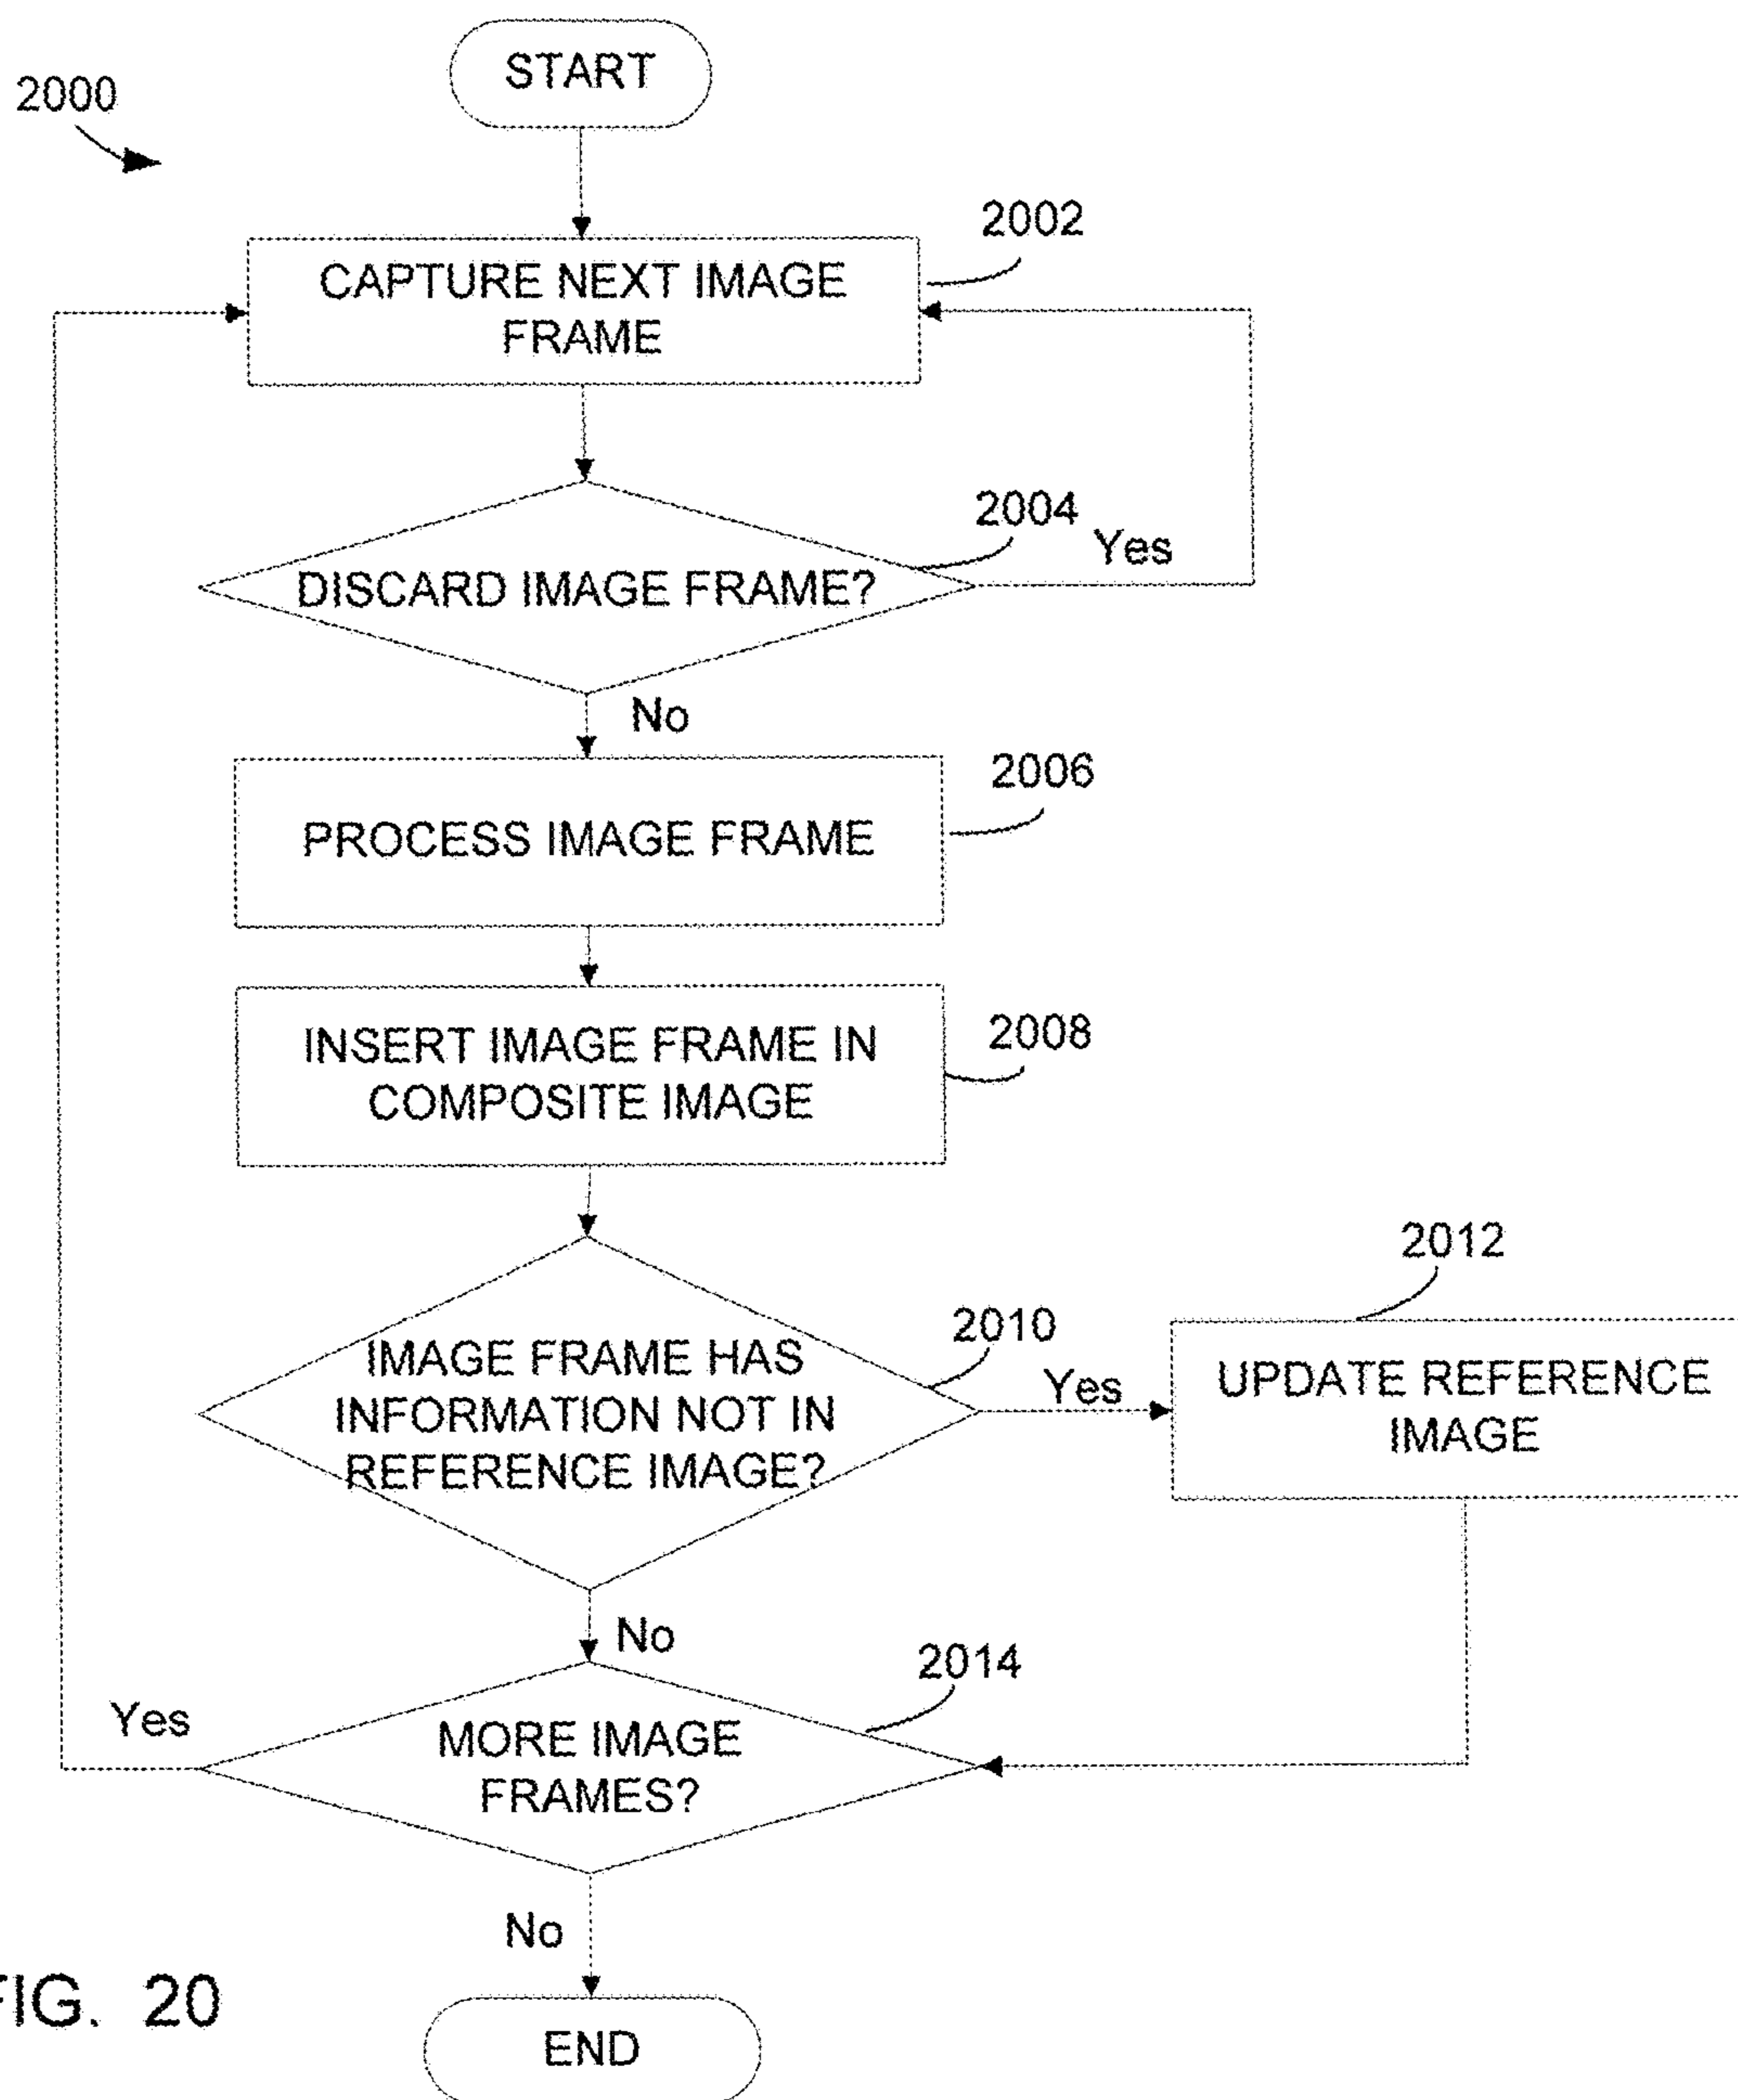 START
2000
2002
CAPTURE NEXT IMAGE
FRAME
2004
Yes
DISCARD IMAGE FRAME?
No
2006
PROCESS IMAGE FRAME
2008
INSERT IMAGE FRAME IN
COMPOSITE IMAGE
2010
IMAGE FRAME HAS
INFORMATION NOT IN
REFERENCE IMAGE?
Yes
2012
UPDATE REFERENCE
IMAGE
No
2014
Yes
MORE IMAGE
FRAMES?
No
FIG. 20
END